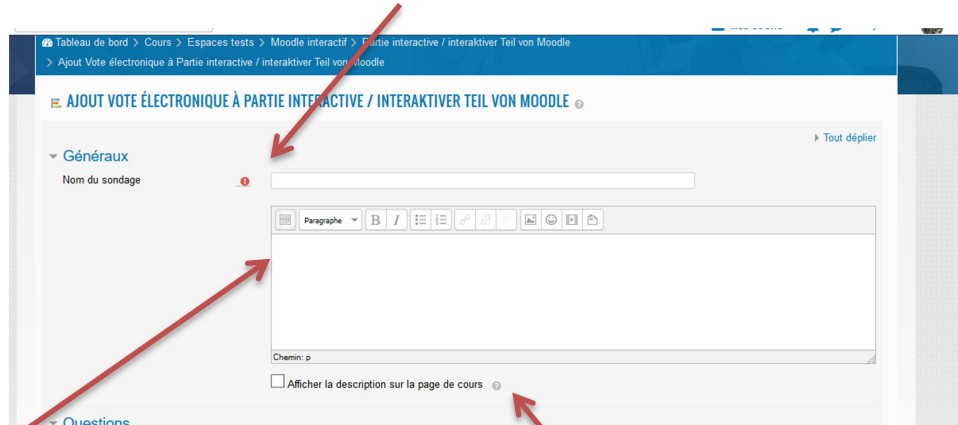 Tableau de bord > Cours > Espaces tests > Moodle interactif > Partie interactive / interaktiver Teil von Moodle
> Ajout Vote électronique à Partie interactive / interaktiver Teil von Moodle
AJOUT VOTE ÉLECTRONIQUE À PARTIE INTERACTIVE / INTERAKTIVER TEIL VON MOODLE
Tout déplier
Généraux
Nom du sondage
Paragraphe B I
Chemin: p
Afficher la description sur la page de cours
Questions